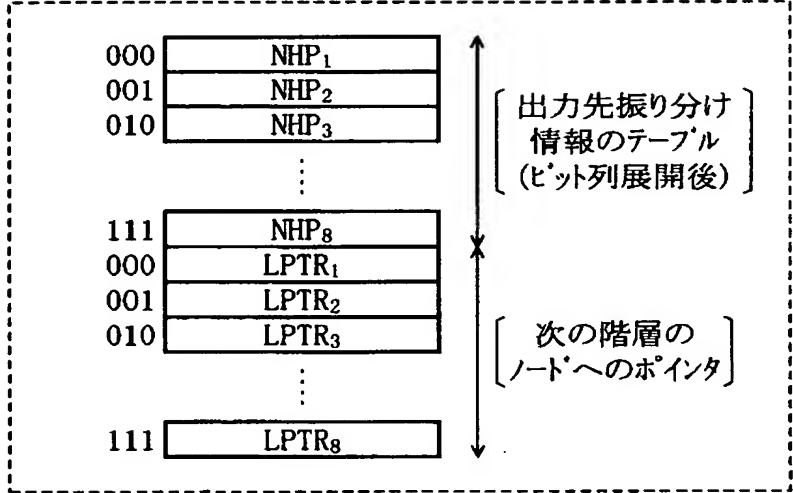 000 NHP₁
001 NHP₂
010 NHP₃
⋮
111 NHP₈
出力先振り分け
情報のテーブル
(ビット列展開後)
000 LPTR₁
001 LPTR₂
010 LPTR₃
⋮
111 LPTR₈
次の階層の
ノードへのポインタ